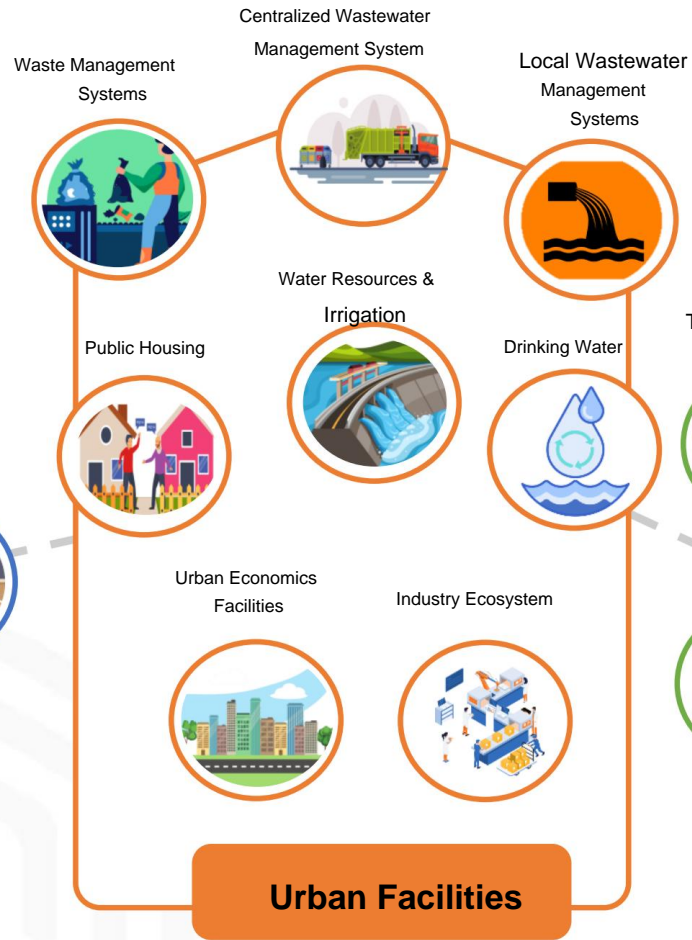 Centralized Wastewater
Management System
Waste Management
Systems
Local Wastewater
Management
Systems
Water Resources &
Irrigation
Public Housing
Drinking Water
T
Urban Economics
Facilities
Industry Ecosystem
Urban Facilities